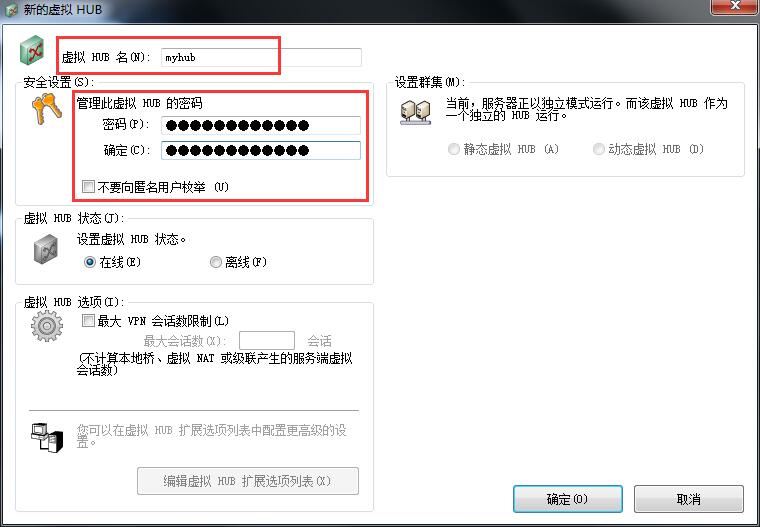 新的虚拟 HUB
虚拟 HUB 名(N): myhub
安全设置(S):
管理此虚拟 HUB 的密码
密码(P): ●●●●●●●●●●●●
确定(C): ●●●●●●●●●●●●
不要向匿名用户枚举 (U)
虚拟 HUB 状态(T):
设置虚拟 HUB 状态。
在线(E) 离线(F)
虚拟 HUB 选项(I):
最大 VPN 会话数限制(L)
最大会话数(X): 会话
(不计算本地桥、虚拟 NAT 或级联产生的服务端虚拟
会话数)
您可以在虚拟 HUB 扩展选项列表中配置更高级的设
置。
编辑虚拟 HUB 扩展选项列表(X)
设置群集(M):
当前，服务器正以独立模式运行。而该虚拟 HUB 作为
一个独立的 HUB 运行。
静态虚拟 HUB (A) 动态虚拟 HUB (D)
确定(O) 取消